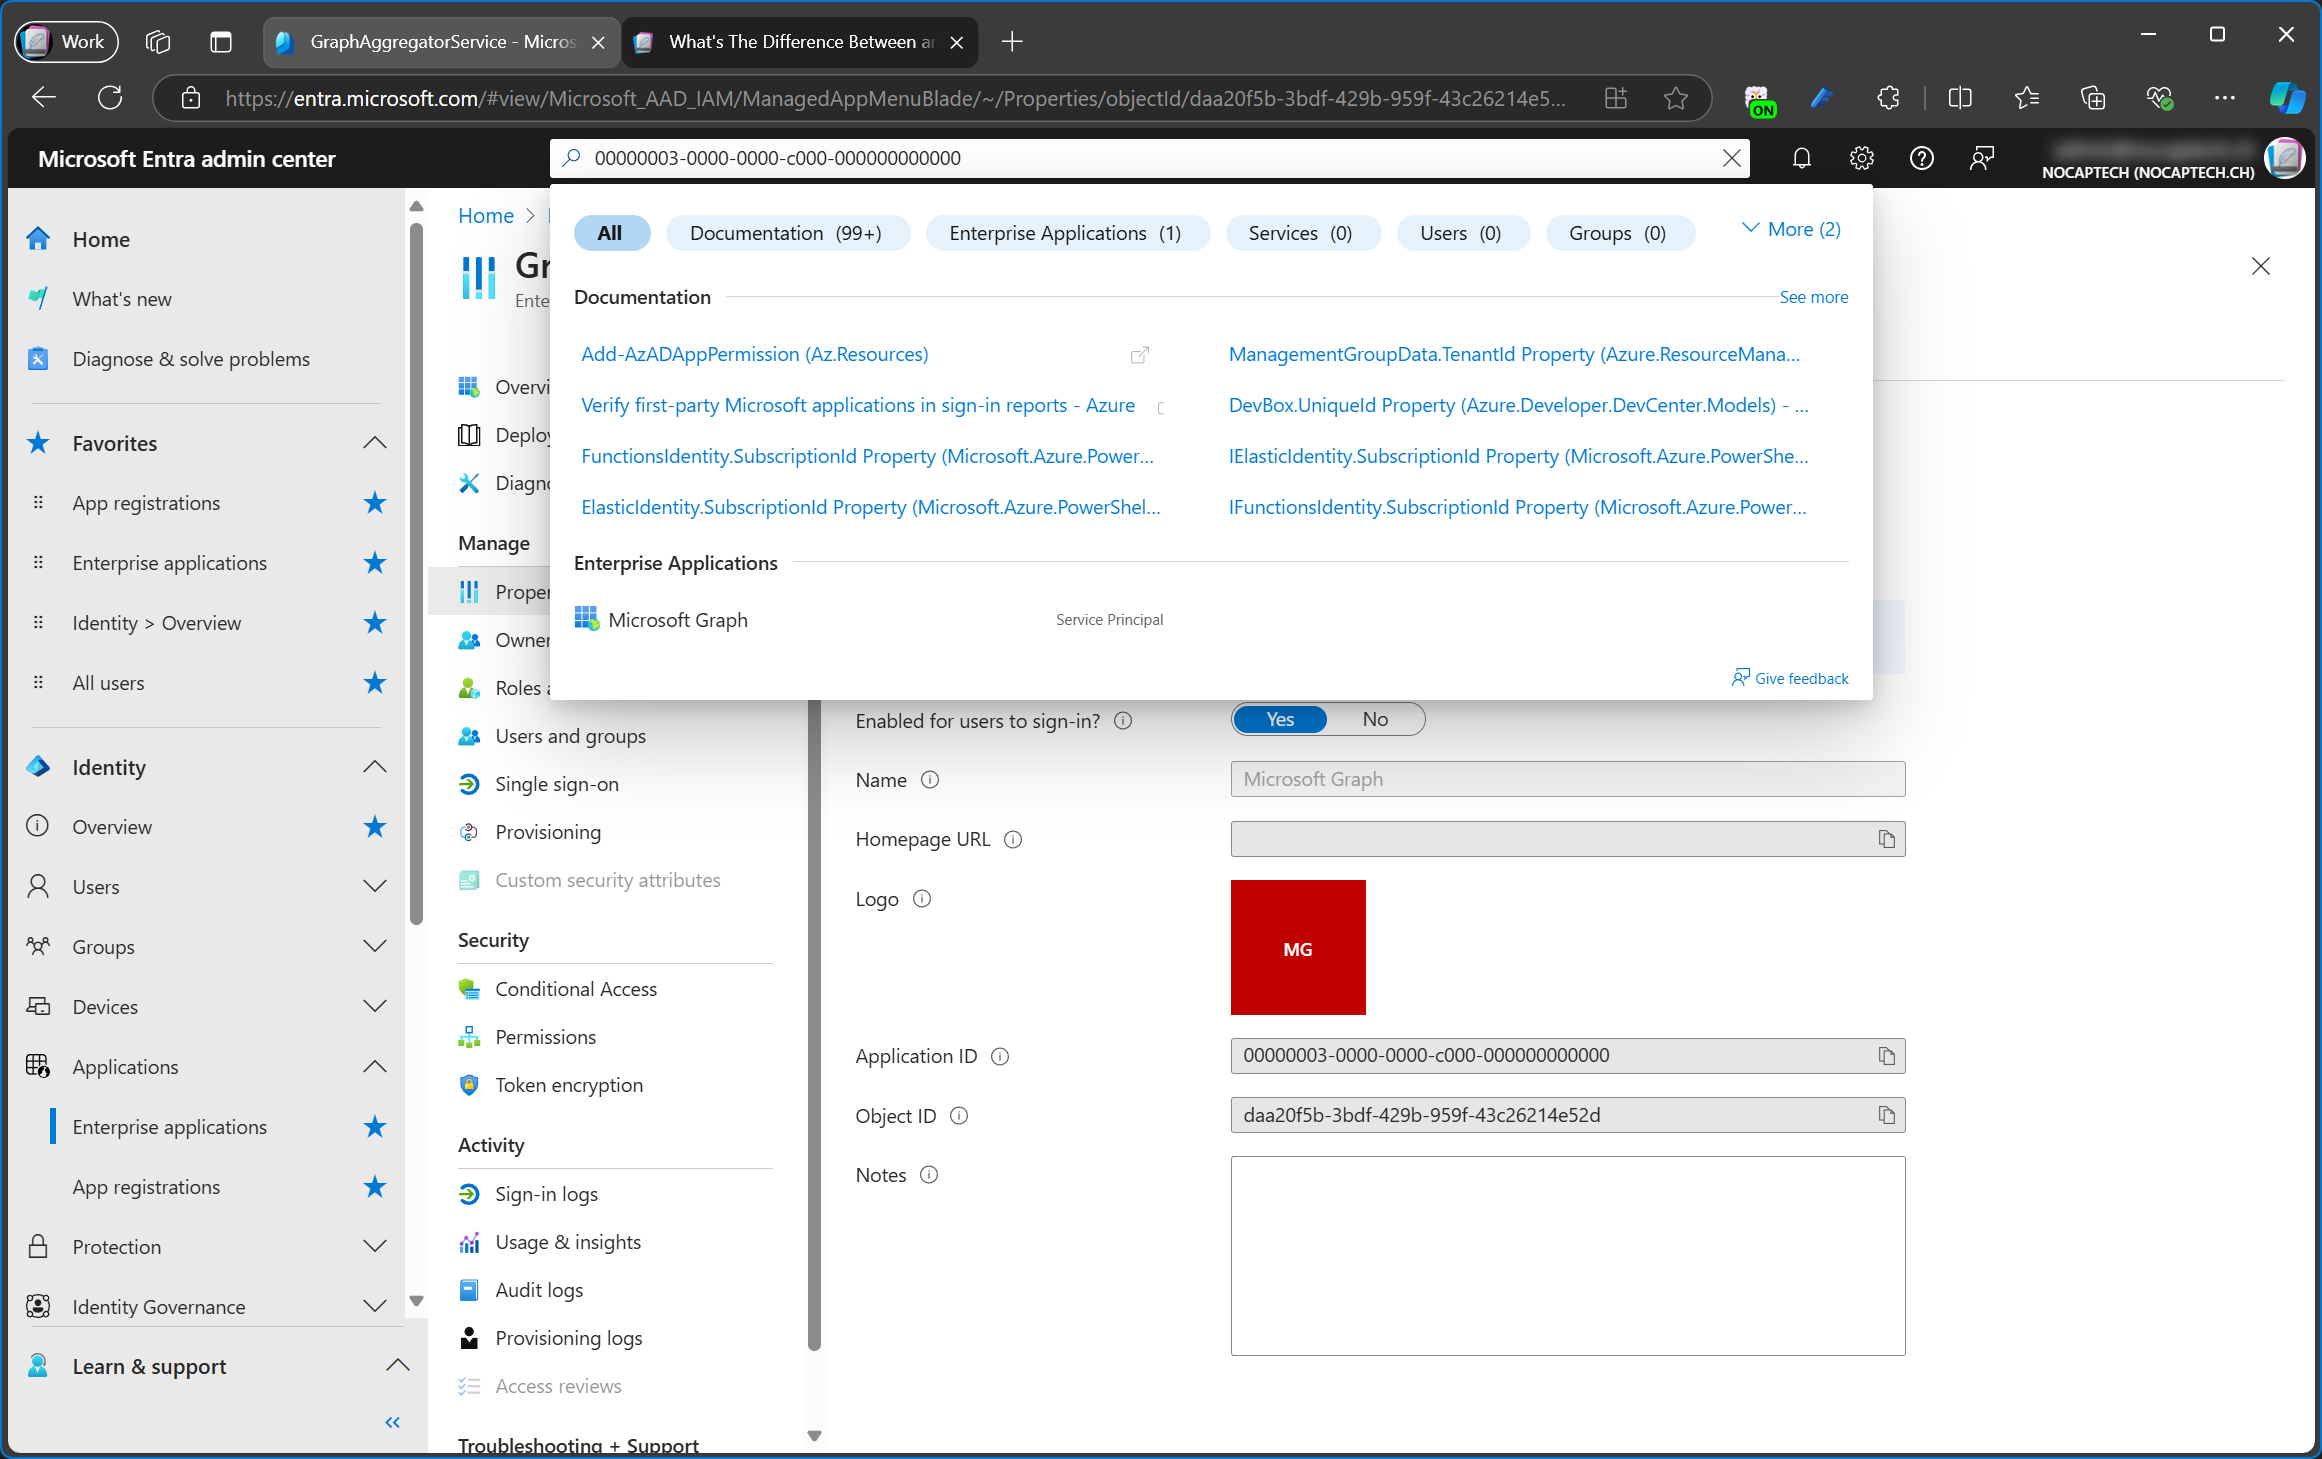 Work
GraphAggregatorService - Micros
What's The Difference Between an
https://entra.microsoft.com/#view/Microsoft_AAD_IAM/ManagedAppMenuBlade/~/Properties/objectId/daa20f5b-3bdf-429b-959f-43c26214e5...
ON
Microsoft Entra admin center
00000003-0000-0000-c000-000000000000
NOCAPTECH (NOCAPTECH.CH)
Home
What's new
Diagnose & solve problems
Favorites
App registrations
Enterprise applications
Identity > Overview
All users
Identity
Overview
Users
Groups
Devices
Applications
Enterprise applications
App registrations
Protection
Identity Governance
Learn & support
Home >
Gr
Ente
Overvi
Deploy
Diagno
Manage
Proper
Owner
Roles a
Users and groups
Single sign-on
Provisioning
Custom security attributes
Security
Conditional Access
Permissions
Token encryption
Activity
Sign-in logs
Usage & insights
Audit logs
Provisioning logs
Access reviews
Troubleshooting + Support
All
Documentation (99+)
Enterprise Applications (1)
Services (0)
Users (0)
Groups (0)
More (2)
Documentation
See more
Add-AzADAppPermission (Az.Resources)
ManagementGroupData.TenantId Property (Azure.ResourceMana...
Verify first-party Microsoft applications in sign-in reports - Azure
DevBox.UniqueId Property (Azure.Developer.DevCenter.Models) - ...
FunctionsIdentity.SubscriptionId Property (Microsoft.Azure.Power...
IElasticIdentity.SubscriptionId Property (Microsoft.Azure.PowerShe...
ElasticIdentity.SubscriptionId Property (Microsoft.Azure.PowerShel...
IFunctionsIdentity.SubscriptionId Property (Microsoft.Azure.Power...
Enterprise Applications
Microsoft Graph
Service Principal
Give feedback
Enabled for users to sign-in?
Yes
No
Name
Microsoft Graph
Homepage URL
Logo
MG
Application ID
00000003-0000-0000-c000-000000000000
Object ID
daa20f5b-3bdf-429b-959f-43c26214e52d
Notes